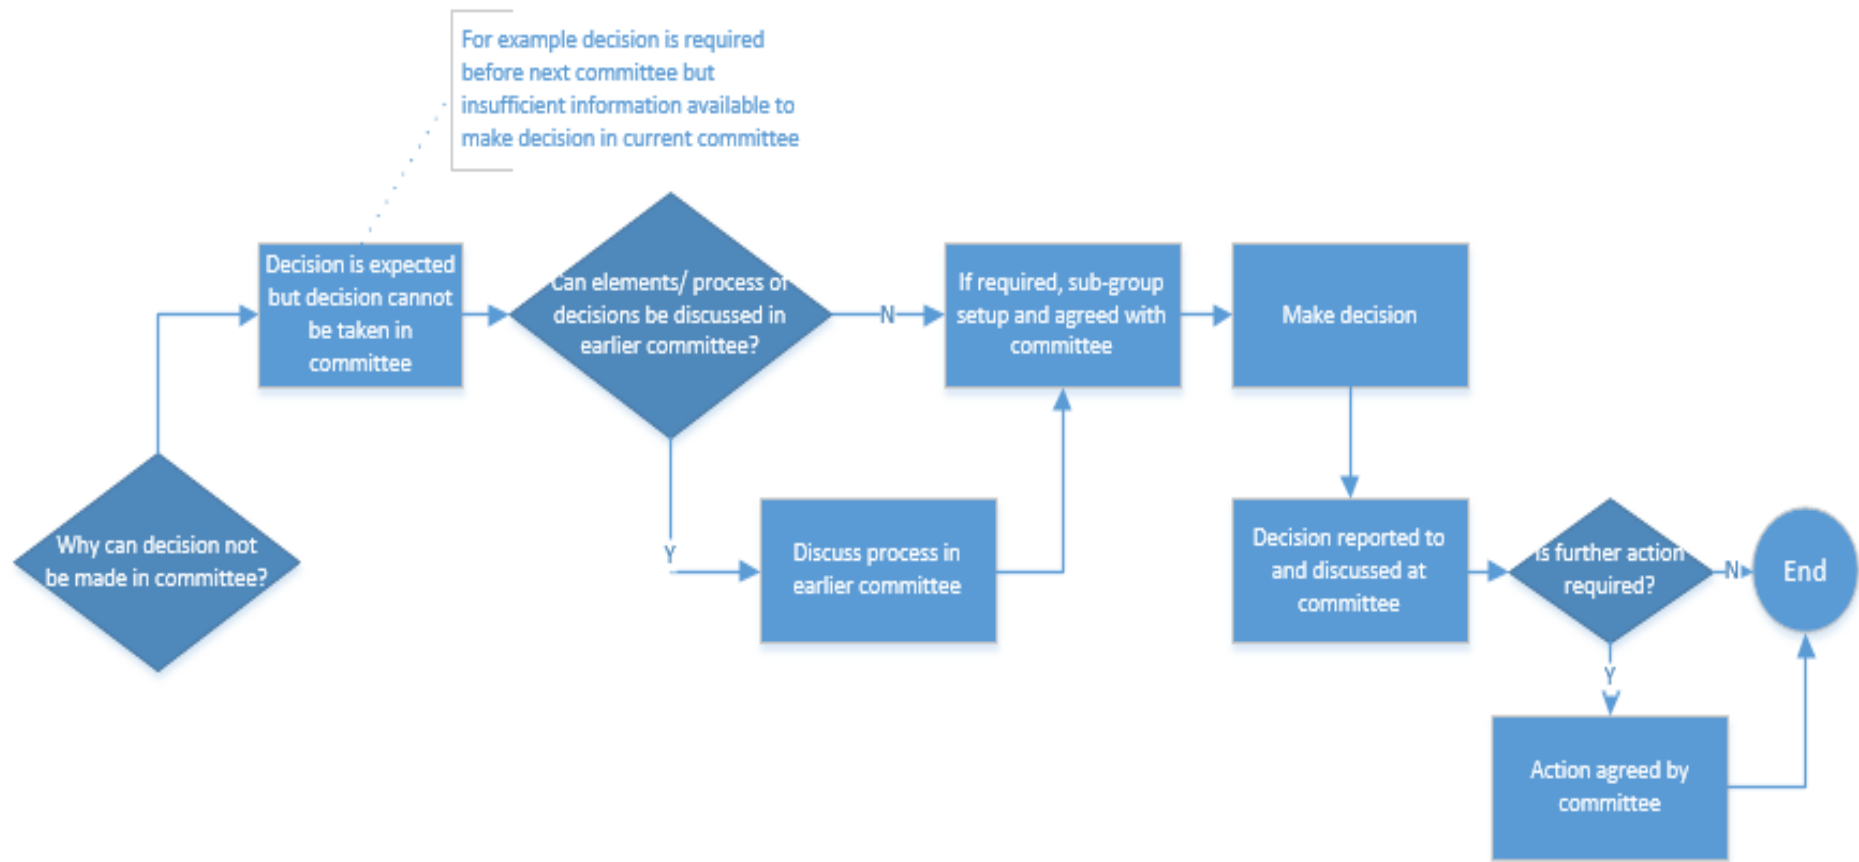 For example decision is required
before next committee but
insufficient information available to
make decision in current committee
Decision is expected
but decision cannot
be taken in
committee
Can elements/ process of
decisions be discussed in
earlier committee?
N
If required, sub-group
setup and agreed with
committee
Make decision
Why can decision not
be made in committee?
Y
Discuss process in
earlier committee
Decision reported to
and discussed at
committee
Is further action
required?
N
End
Y
Action agreed by
committee